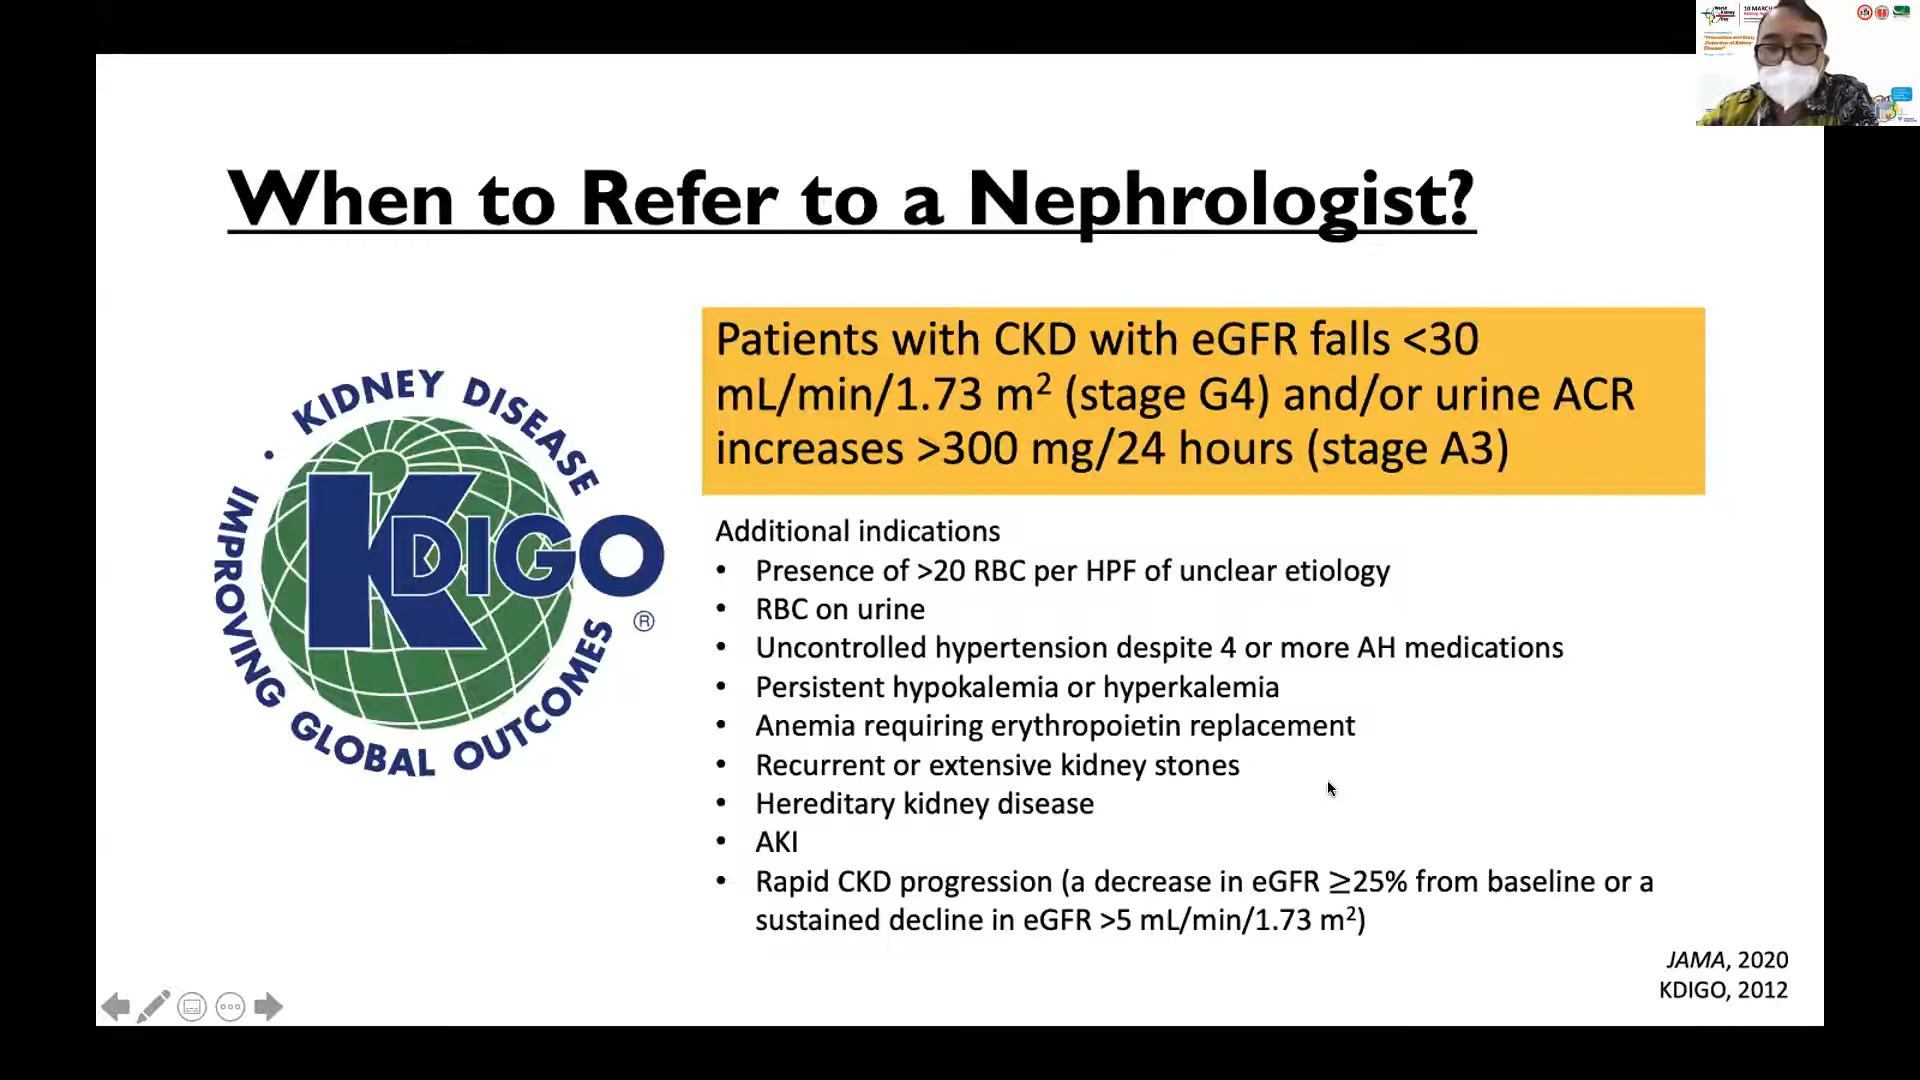 World
Kidney
Day
10 MARCH
When to Refer to a Nephrologist?
Patients with CKD with eGFR falls <30
mL/min/1.73 m² (stage G4) and/or urine ACR
increases >300 mg/24 hours (stage A3)
KIDNEY DISEASE
IMPROVING GLOBAL OUTCOMES
KDIGO
®
Additional indications
• Presence of >20 RBC per HPF of unclear etiology
• RBC on urine
• Uncontrolled hypertension despite 4 or more AH medications
• Persistent hypokalemia or hyperkalemia
• Anemia requiring erythropoietin replacement
• Recurrent or extensive kidney stones
• Hereditary kidney disease
• AKI
• Rapid CKD progression (a decrease in eGFR ≥25% from baseline or a
sustained decline in eGFR >5 mL/min/1.73 m²)
JAMA, 2020
KDIGO, 2012